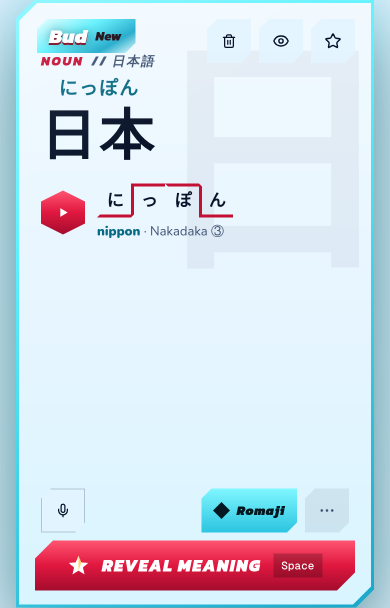 Bud New
NOUN // 日本語
にっぽん
日本
にっぽん
nippon · Nakadaka ③
Romaji
REVEAL MEANING Space